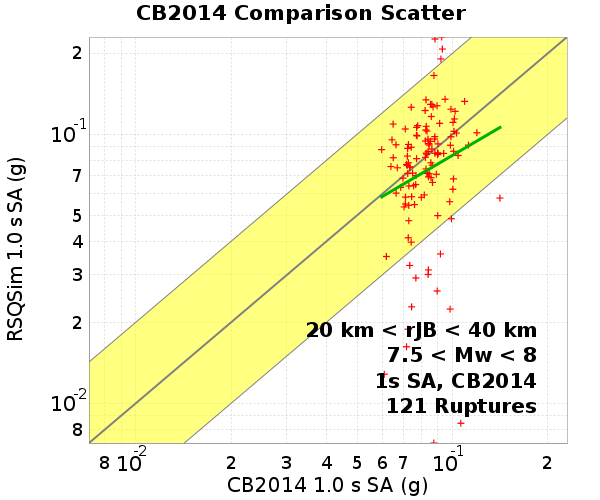 CB2014 Comparison Scatter
RSQSim 1.0 s SA (g)
2
10^-1
7
5
4
3
2
10^-2
8
20 km < rJB < 40 km
7.5 < Mw < 8
1s SA, CB2014
121 Ruptures
8 10^-2 2 3 4 5 6 7 10^-1 2
CB2014 1.0 s SA (g)